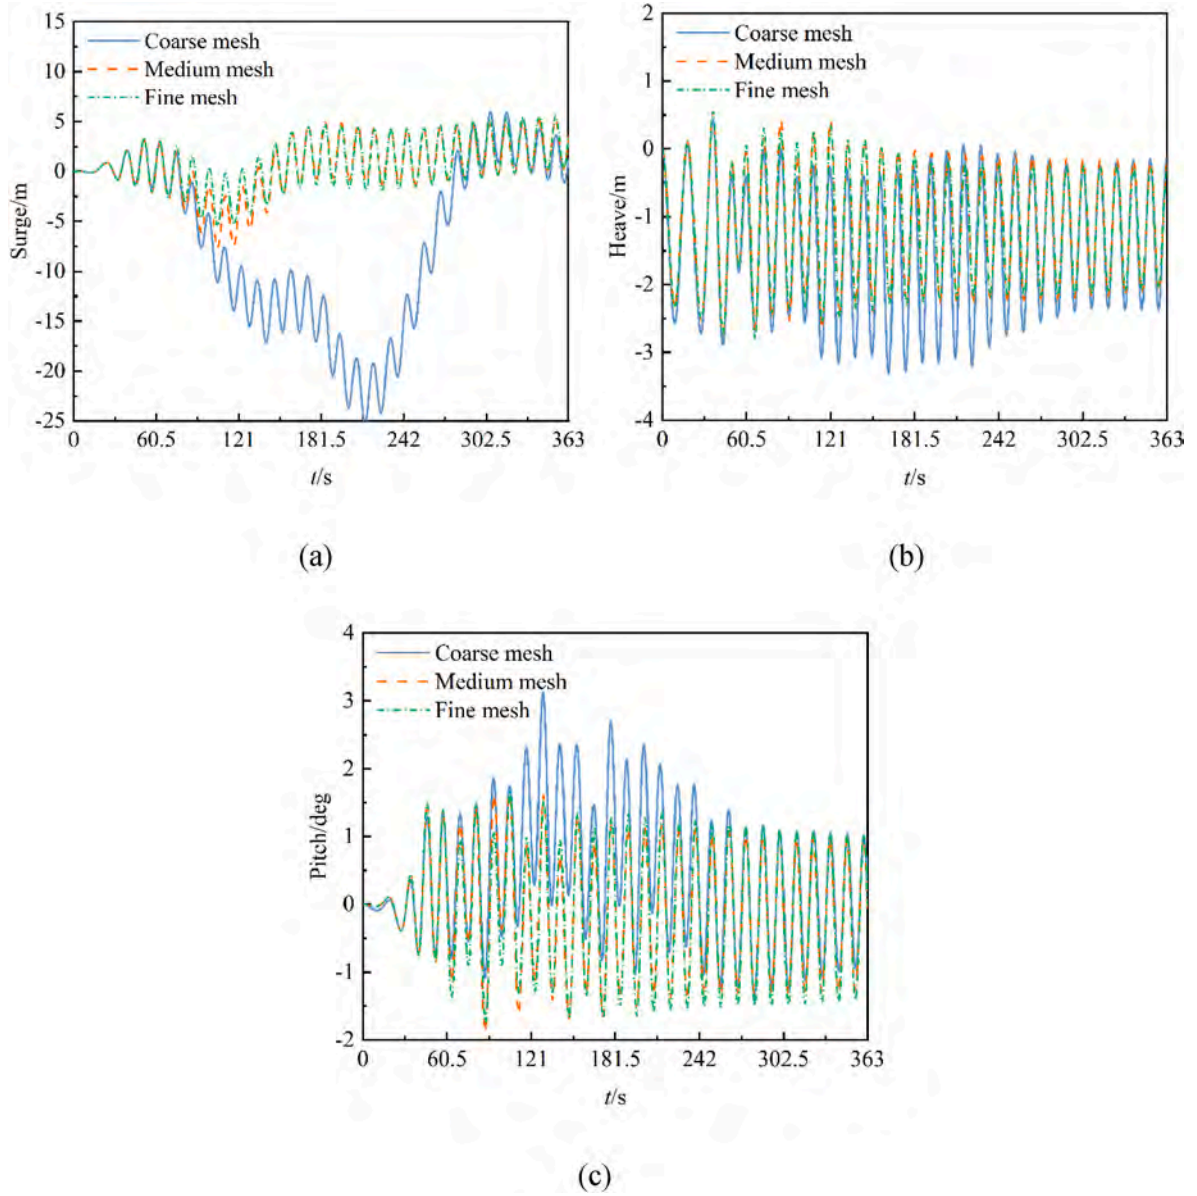 15
10
5
0
-5
-10
-15
-20
-25
Surge/m
Coarse mesh
Medium mesh
Fine mesh
0 60.5 121 181.5 242 302.5 363
t/s
(a)
2
1
0
-1
-2
-3
-4
Heave/m
Coarse mesh
Medium mesh
Fine mesh
0 60.5 121 181.5 242 302.5 363
t/s
(b)
4
3
2
1
0
-1
-2
Pitch/deg
Coarse mesh
Medium mesh
Fine mesh
0 60.5 121 181.5 242 302.5 363
t/s
(c)